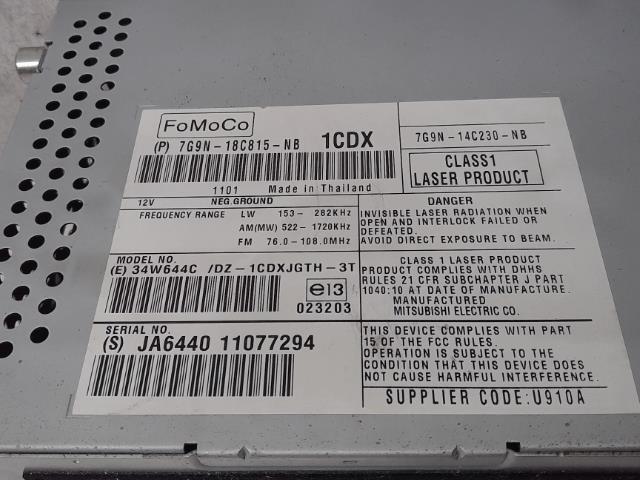 FoMoCo
(P) 7G9N-18C815-NB 1CDX
1101 Made in Thailand
12V NEG.GROUND
FREQUENCY RANGE LW 153- 282KHz
AM(MW) 522-1720KHz
FM 76.0-108.0MHz
MODEL NO.
(E) 34W644C /DZ-1CDXJGTH-3T
e13
023203
SERIAL NO.
(S) JA6440 11077294
7G9N-14C230-NB
CLASS1
LASER PRODUCT
DANGER
INVISIBLE LASER RADIATION WHEN
OPEN AND INTERLOCK FAILED OR
DEFEATED.
AVOID DIRECT EXPOSURE TO BEAM.
CLASS 1 LASER PRODUCT
PRODUCT COMPLIES WITH DHHS
RULES 21 CFR SUBCHAPTER J PART
1040:10 AT DATE OF MANUFACTURE.
MANUFACTURED
MITSUBISHI ELECTRIC CO.
THIS DEVICE COMPLIES WITH PART
15 OF THE FCC RULES.
OPERATION IS SUBJECT TO THE
CONDITION THAT THIS DEVICE DOES
NOT CAUSE HARMFUL INTERFERENCE.
SUPPLIER CODE:U910A